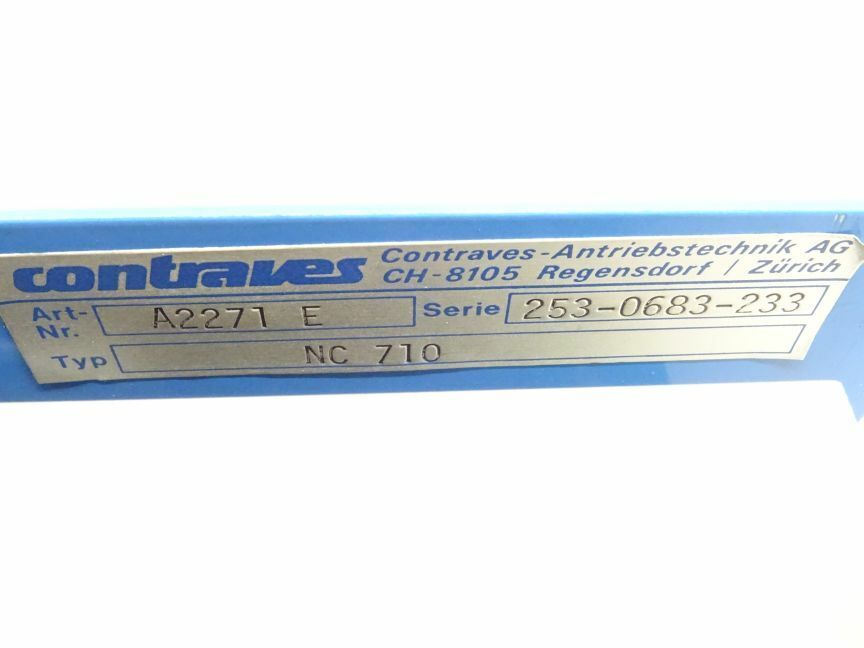 contraves
Contraves-Antriebstechnik AG
CH-8105 Regensdorf / Zürich
Art-Nr. A2271 E Serie 253-0683-233
Typ NC 710